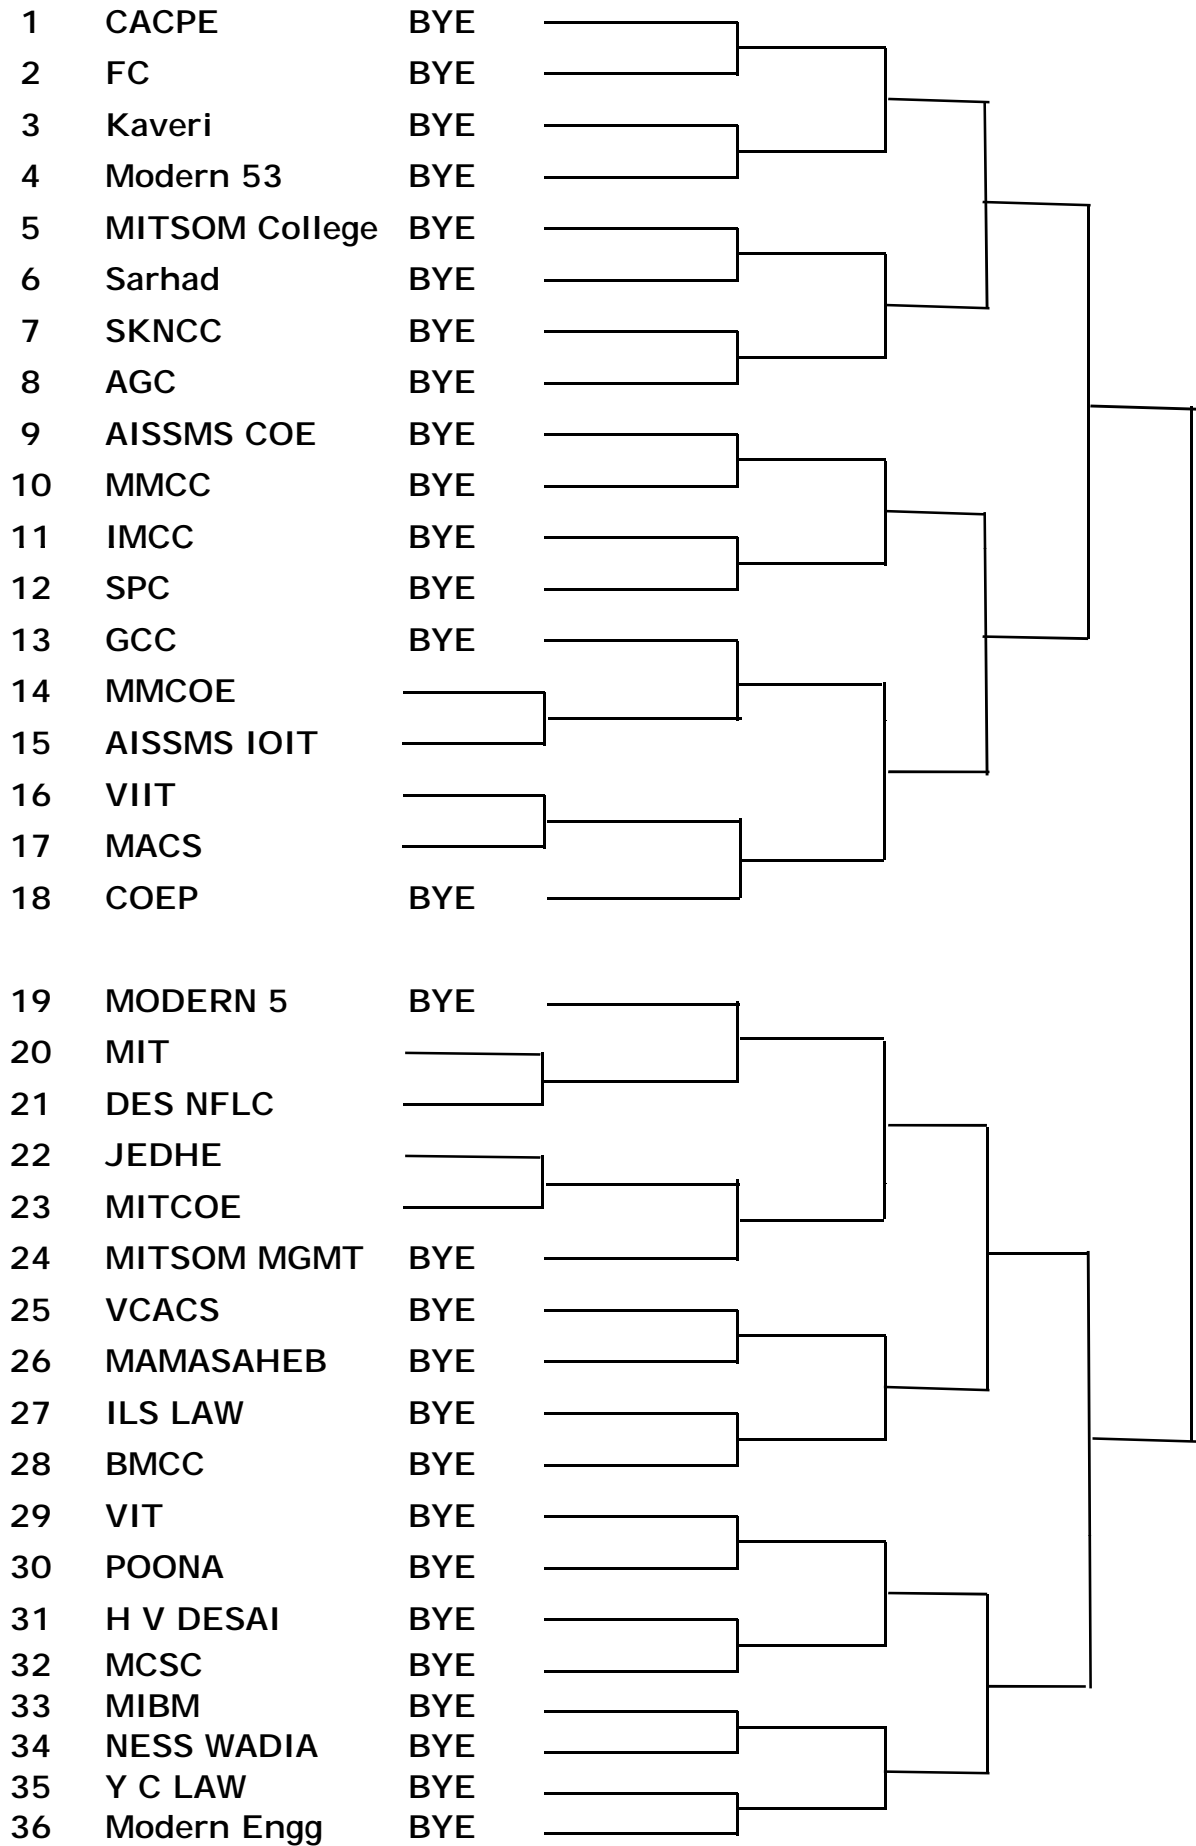 1 CACPE BYE
2 FC BYE
3 Kaveri BYE
4 Modern 53 BYE
5 MITSOM College BYE
6 Sarhad BYE
7 SKNCC BYE
8 AGC BYE
9 AISSMS COE BYE
10 MMCC BYE
11 IMCC BYE
12 SPC BYE
13 GCC BYE
14 MMCOE
15 AISSMS IOIT
16 VIIT
17 MACS
18 COEP BYE
19 MODERN 5 BYE
20 MIT
21 DES NFLC
22 JEDHE
23 MITCOE
24 MITSOM MGMT BYE
25 VCACS BYE
26 MAMASAHEB BYE
27 ILS LAW BYE
28 BMCC BYE
29 VIT BYE
30 POONA BYE
31 H V DESAI BYE
32 MCSC BYE
33 MIBM BYE
34 NESS WADIA BYE
35 Y C LAW BYE
36 Modern Engg BYE